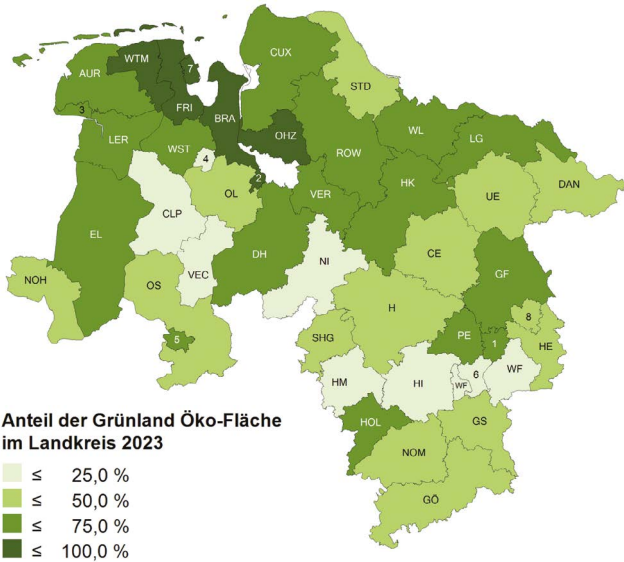 CUX
WTM
7
AUR
STD
FRI
3
BRA
OHZ
WL
LG
LER
WST
ROW
4
2
DAN
OL
VER
HK
UE
CLP
EL
DH
CE
NI
VEC
GF
NOH
OS
H
8
SHG
PE
1
HE
5
6
WF
HM
HI
WF
HOL
GS
NOM
GÖ
Anteil der Grünland Öko-Fläche
im Landkreis 2023
≤ 25,0 %
≤ 50,0 %
≤ 75,0 %
≤ 100,0 %